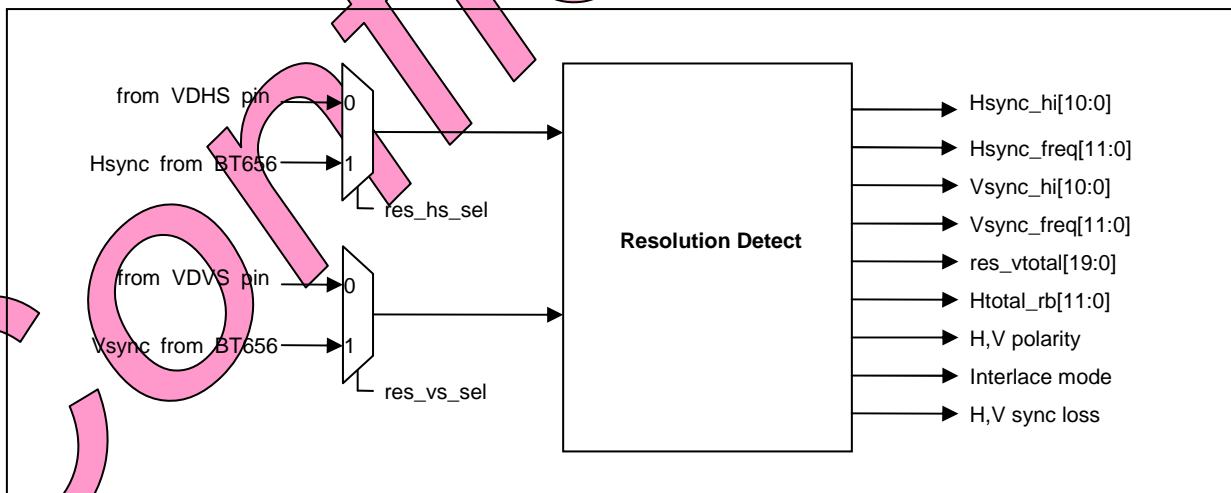 from VDHS pin
0
Hsync from BT656
1
res_hs_sel
from VDVS pin
0
Vsync from BT656
1
res_vs_sel
Resolution Detect
Hsync_hi[10:0]
Hsync_freq[11:0]
Vsync_hi[10:0]
Vsync_freq[11:0]
res_vtotal[19:0]
Htotal_rb[11:0]
H,V polarity
Interlace mode
H,V sync loss